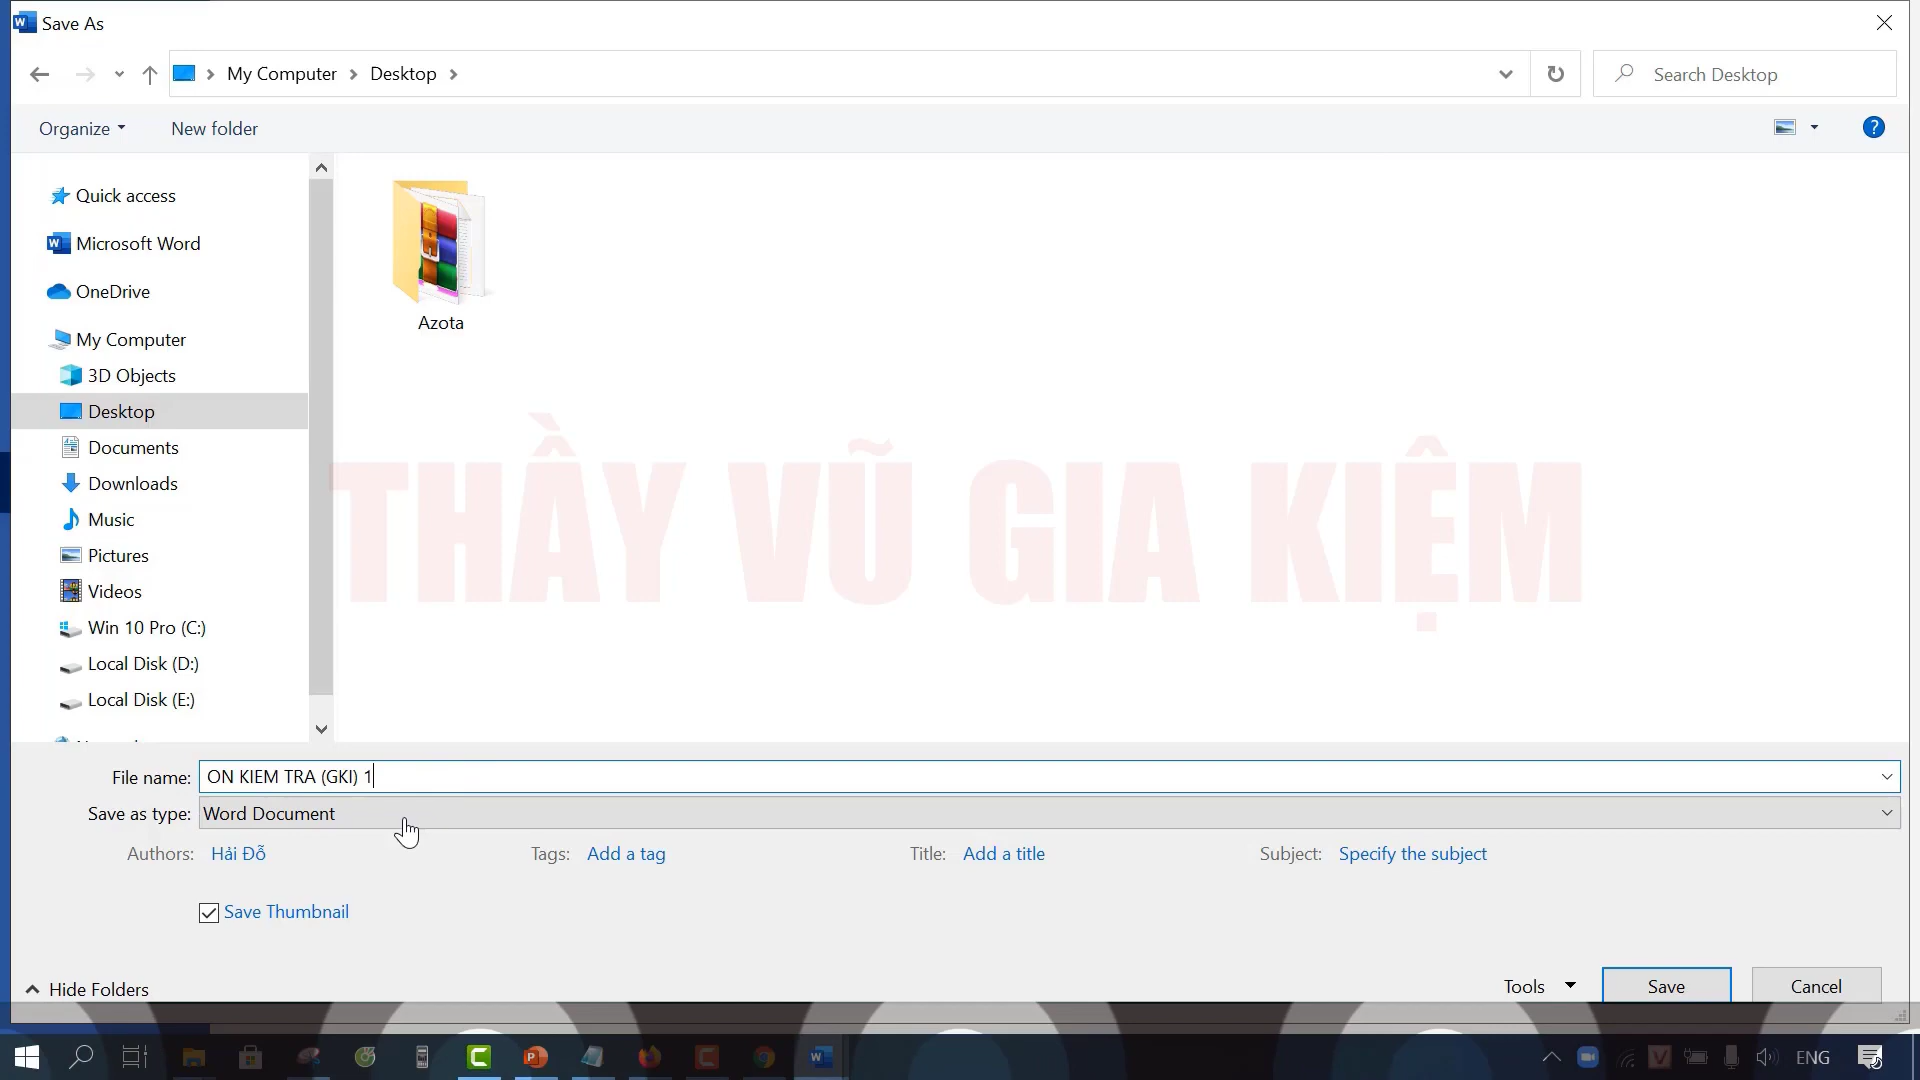 Save As
My Computer
Desktop
Search Desktop
Organize
New folder
Quick access
Microsoft Word
OneDrive
My Computer
3D Objects
Desktop
Documents
Downloads
Music
Pictures
Videos
Win 10 Pro (C:)
Local Disk (D:)
Local Disk (E:)
Azota
THẦY VŨ GIA KIỆM
File name: ON KIEM TRA (GKI) 1
Save as type: Word Document
Authors: Hải Đỗ Tags: Add a tag Title: Add a title Subject: Specify the subject
Save Thumbnail
Hide Folders
Tools Save Cancel
ENG